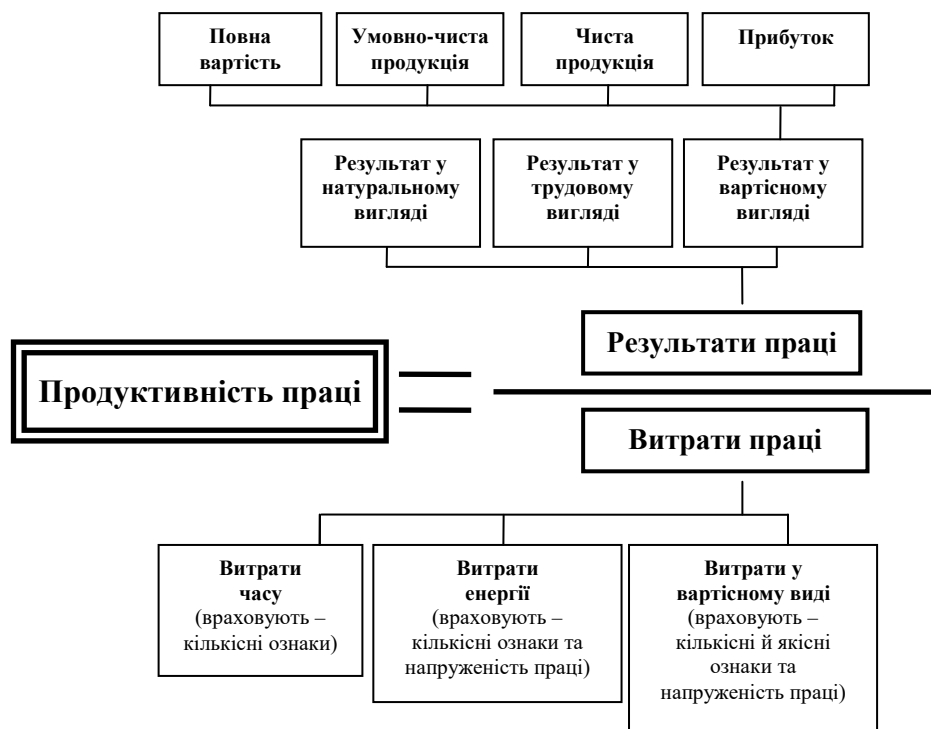 Повна
вартість
Умовно-чиста
продукція
Чиста
продукція
Прибуток
Результат у
натуральному
вигляді
Результат у
трудовому
вигляді
Результат у
вартісному
вигляді
Результати праці
Продуктивність праці
=
Витрати праці
Витрати
часу
(враховують –
кількісні ознаки)
Витрати
енергії
(враховують –
кількісні ознаки та
напруженість праці)
Витрати у
вартісному виді
(враховують –
кількісні й якісні
ознаки та
напруженість праці)